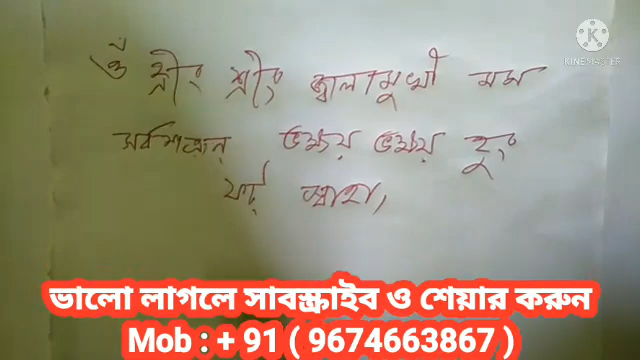 KINEMASTER
ওঁ হ্রীং শ্রীং জ্বালামুখী মম
সর্বশত্রুন্ ভক্ষয় ভক্ষয় হুং
ফট্ স্বাহা,
ভালো লাগলে সাবস্ক্রাইব ও শেয়ার করুন
Mob : + 91 ( 9674663867 )